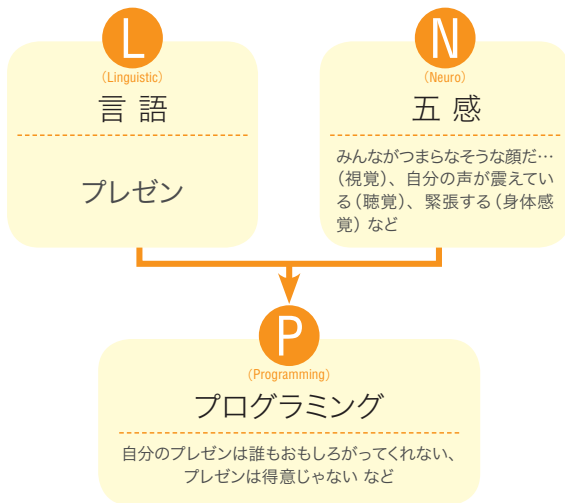 L
(Linguistic)
言語
プレゼン
N
(Neuro)
五感
みんながつまらなそうな顔だ…
(視覚)、自分の声が震えてい
る(聴覚)、緊張する(身体感
覚)など
P
(Programming)
プログラミング
自分のプレゼンは誰もおもしろがってくれない、
プレゼンは得意じゃない など